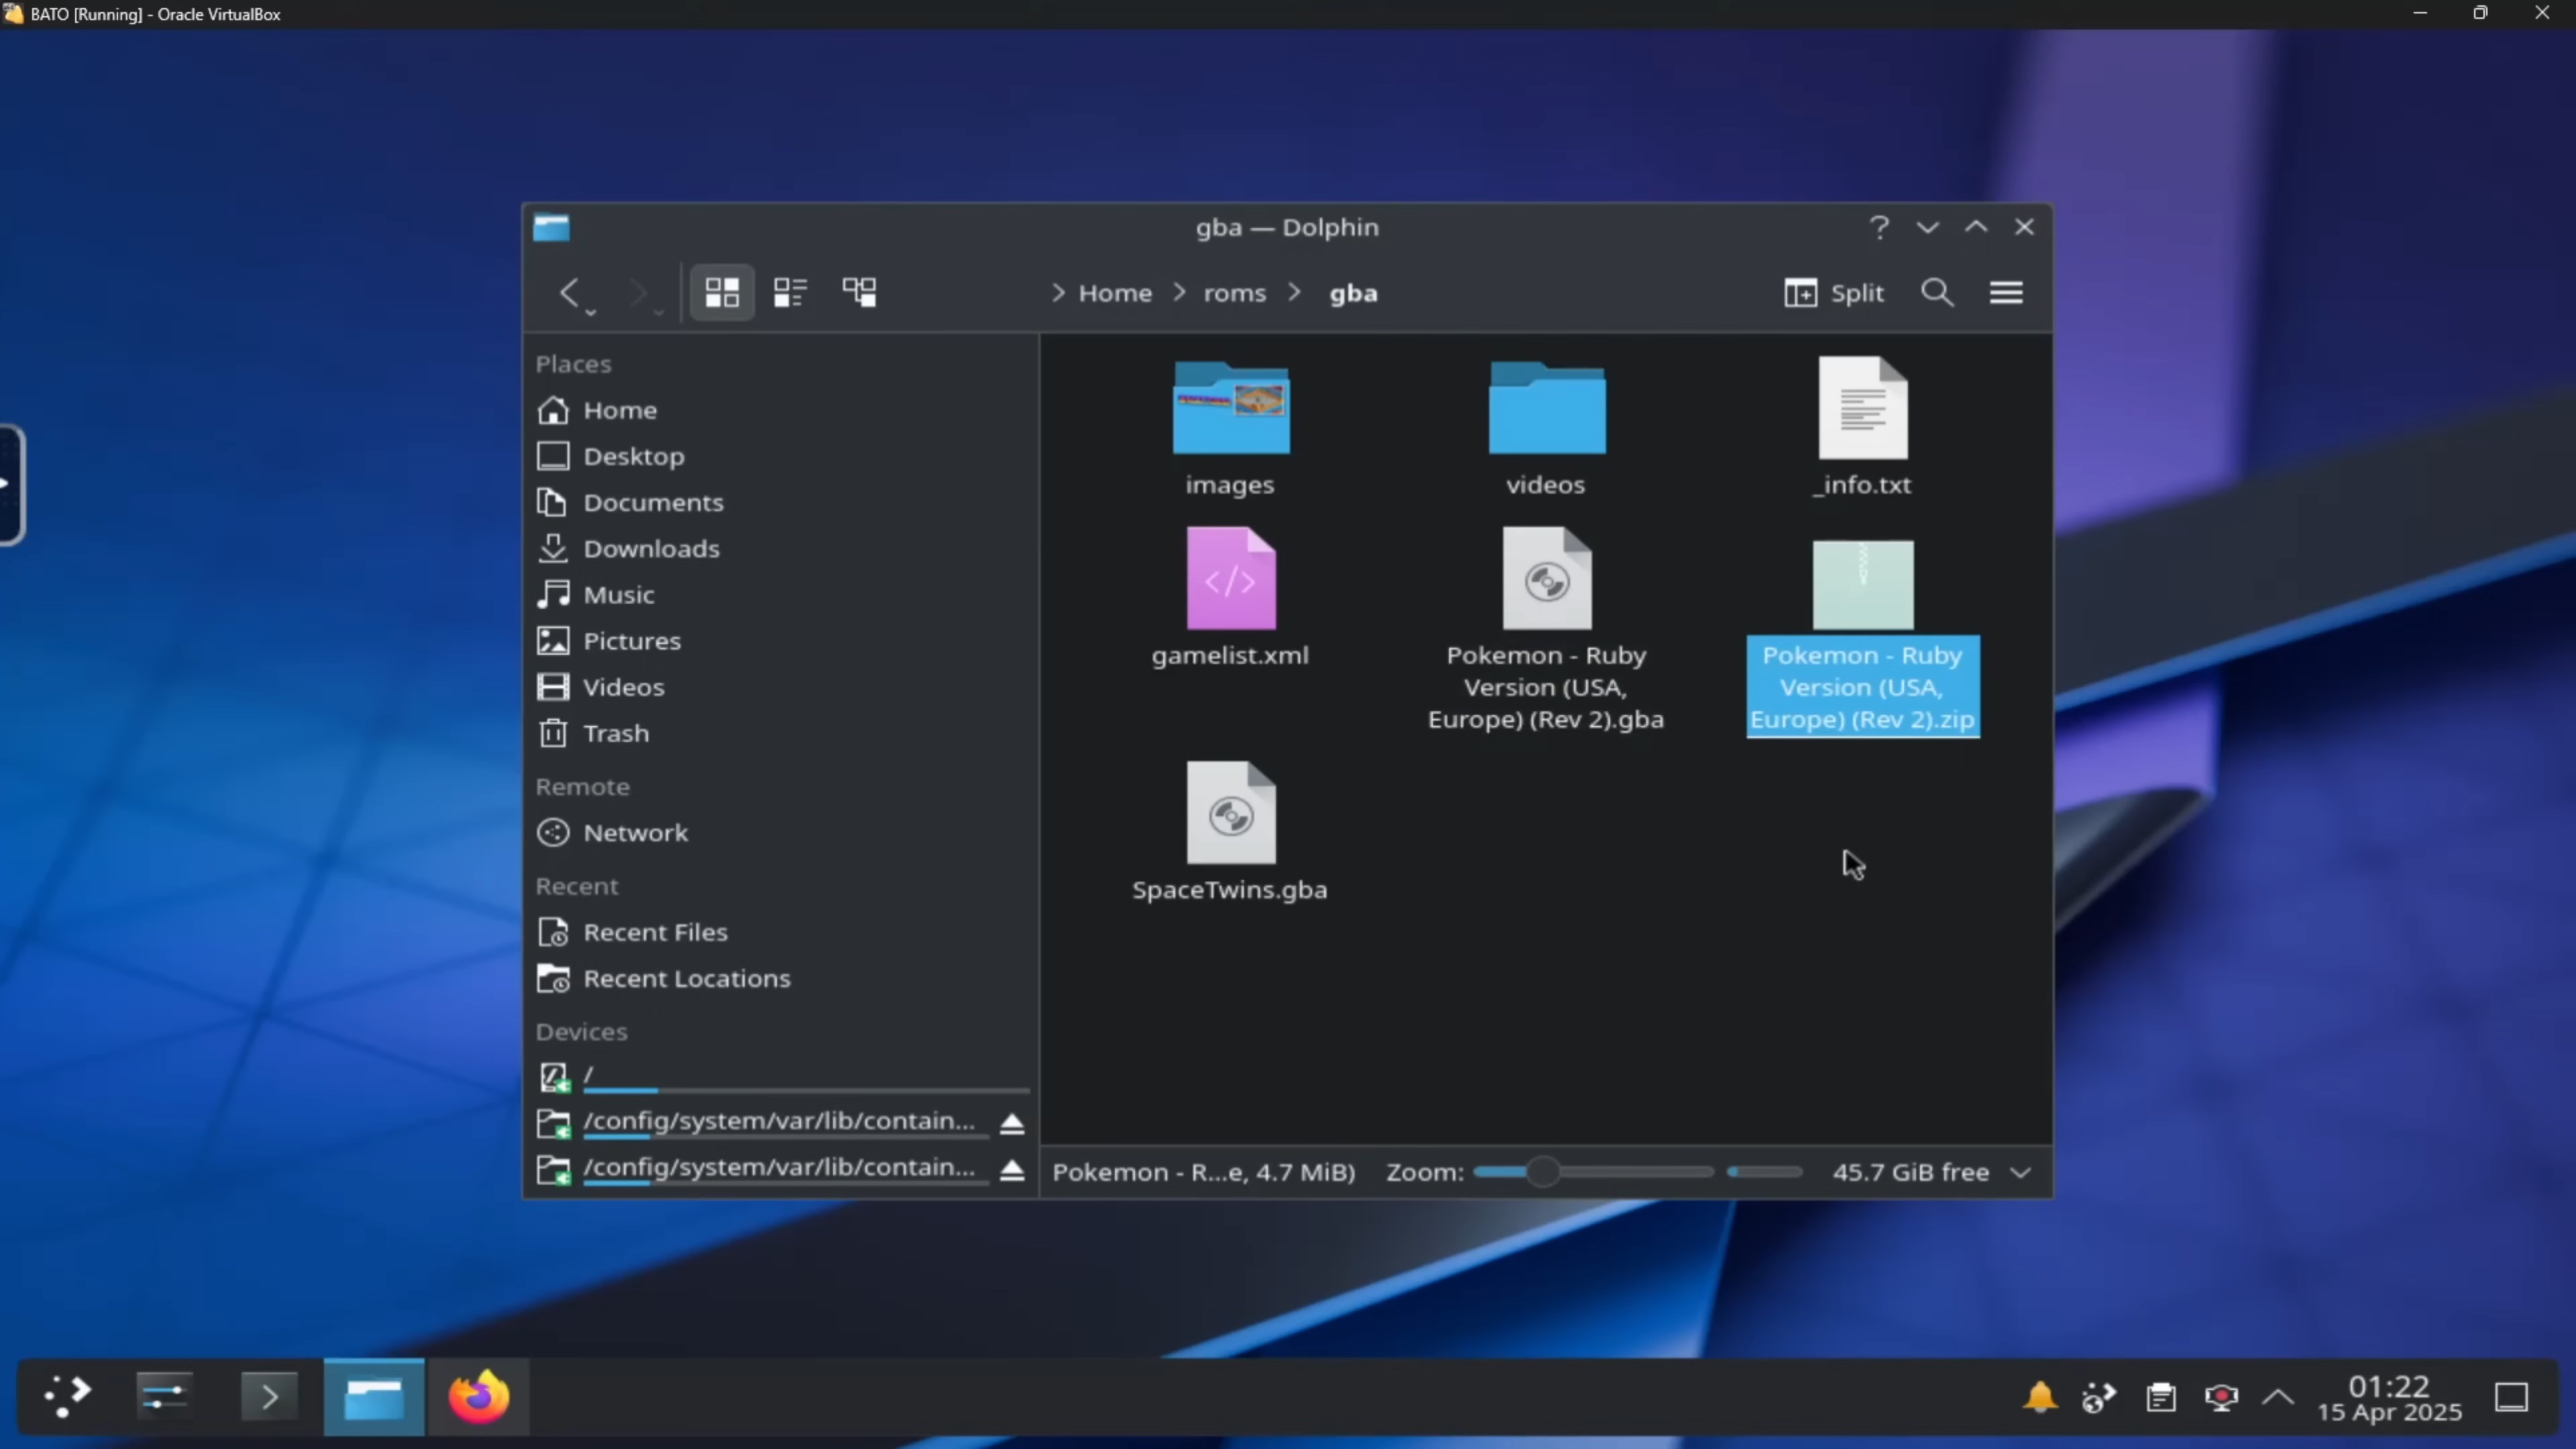 BATO [Running] - Oracle VirtualBox
gba — Dolphin
Home
roms
gba
Split
Places
Home
Desktop
Documents
Downloads
Music
Pictures
Videos
Trash
Remote
Network
Recent
Recent Files
Recent Locations
Devices
/
/config/system/var/lib/contain...
/config/system/var/lib/contain...
images
videos
_info.txt
gamelist.xml
Pokemon - Ruby
Version (USA,
Europe) (Rev 2).gba
Pokemon - Ruby
Version (USA,
Europe) (Rev 2).zip
SpaceTwins.gba
Pokemon - R...e, 4.7 MiB)
Zoom:
45.7 GiB free
01:22
15 Apr 2025